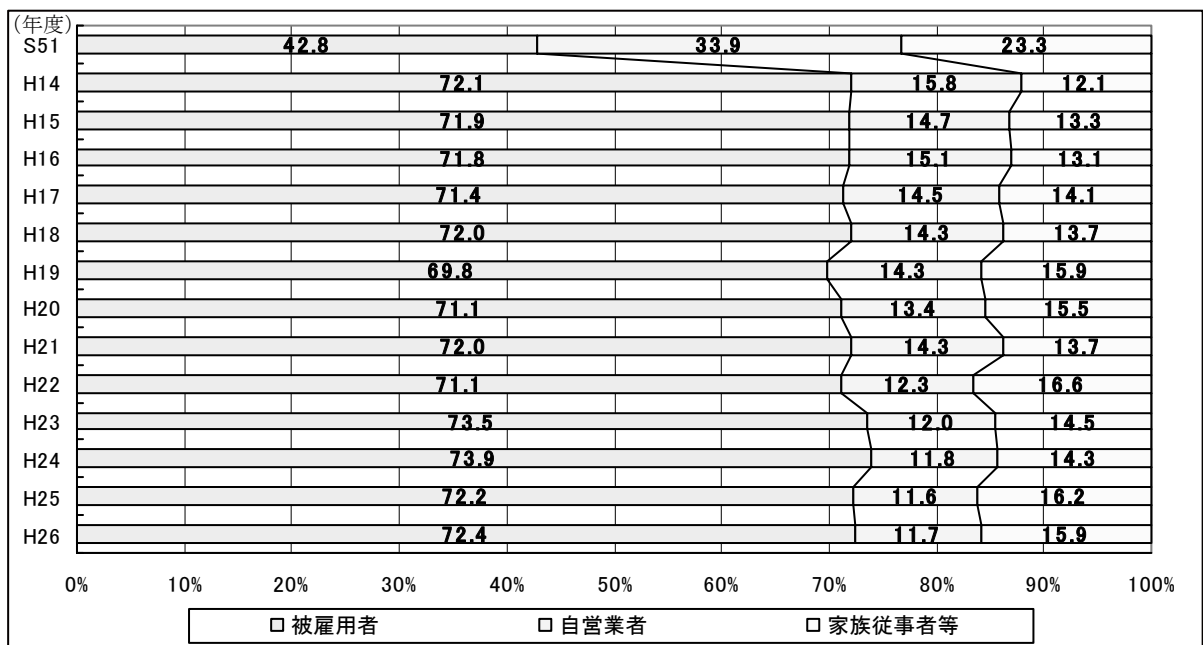 (年度)
S51 42.8 33.9 23.3
H14 72.1 15.8 12.1
H15 71.9 14.7 13.3
H16 71.8 15.1 13.1
H17 71.4 14.5 14.1
H18 72.0 14.3 13.7
H19 69.8 14.3 15.9
H20 71.1 13.4 15.5
H21 72.0 14.3 13.7
H22 71.1 12.3 16.6
H23 73.5 12.0 14.5
H24 73.9 11.8 14.3
H25 72.2 11.6 16.2
H26 72.4 11.7 15.9
0% 10% 20% 30% 40% 50% 60% 70% 80% 90% 100%
被雇用者 自営業者 家族従事者等